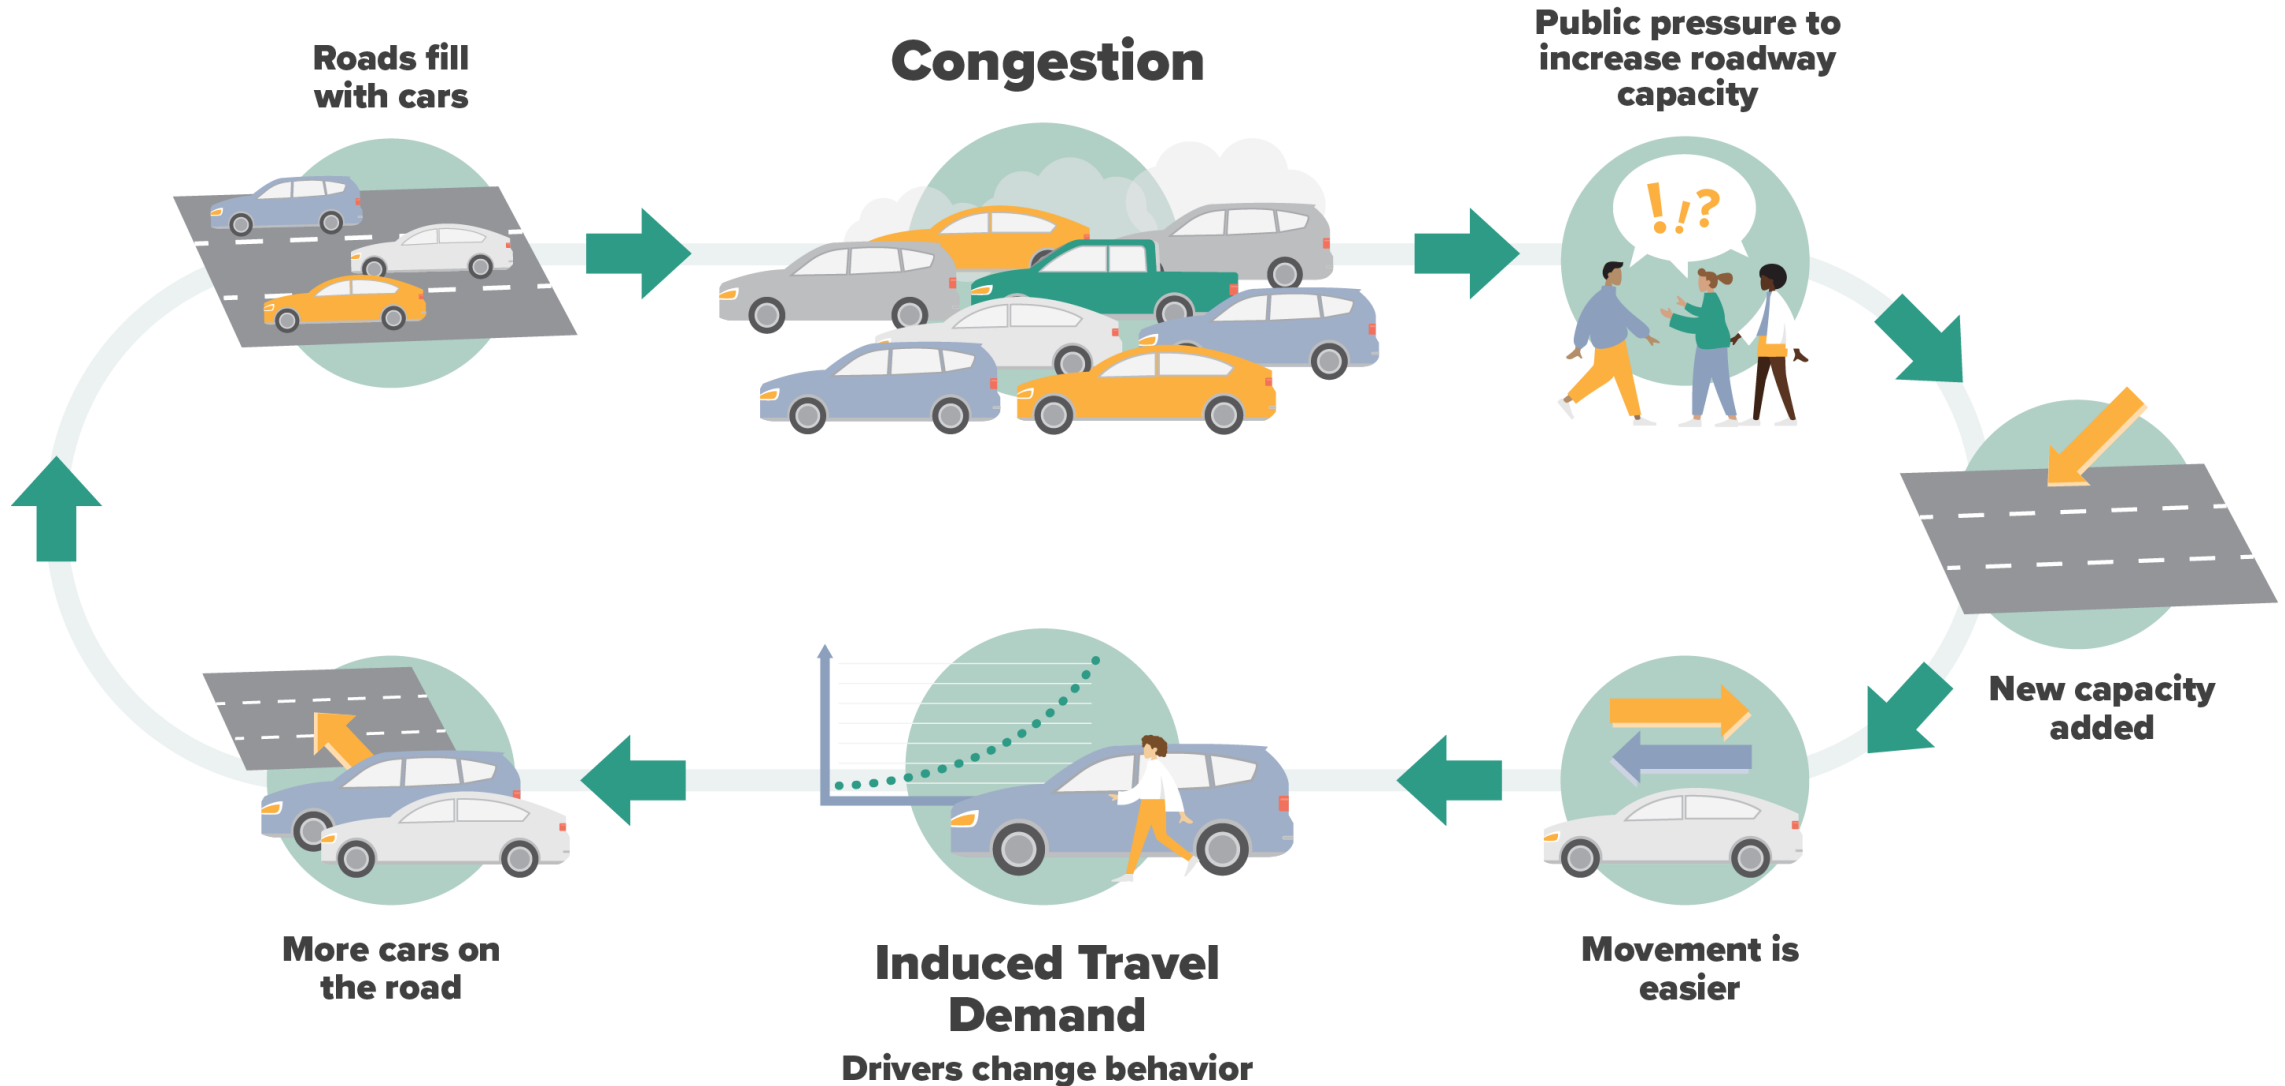 Roads fill
with cars
Congestion
Public pressure to
increase roadway
capacity
!!?
New capacity
added
Movement is
easier
Induced Travel
Demand
Drivers change behavior
More cars on
the road